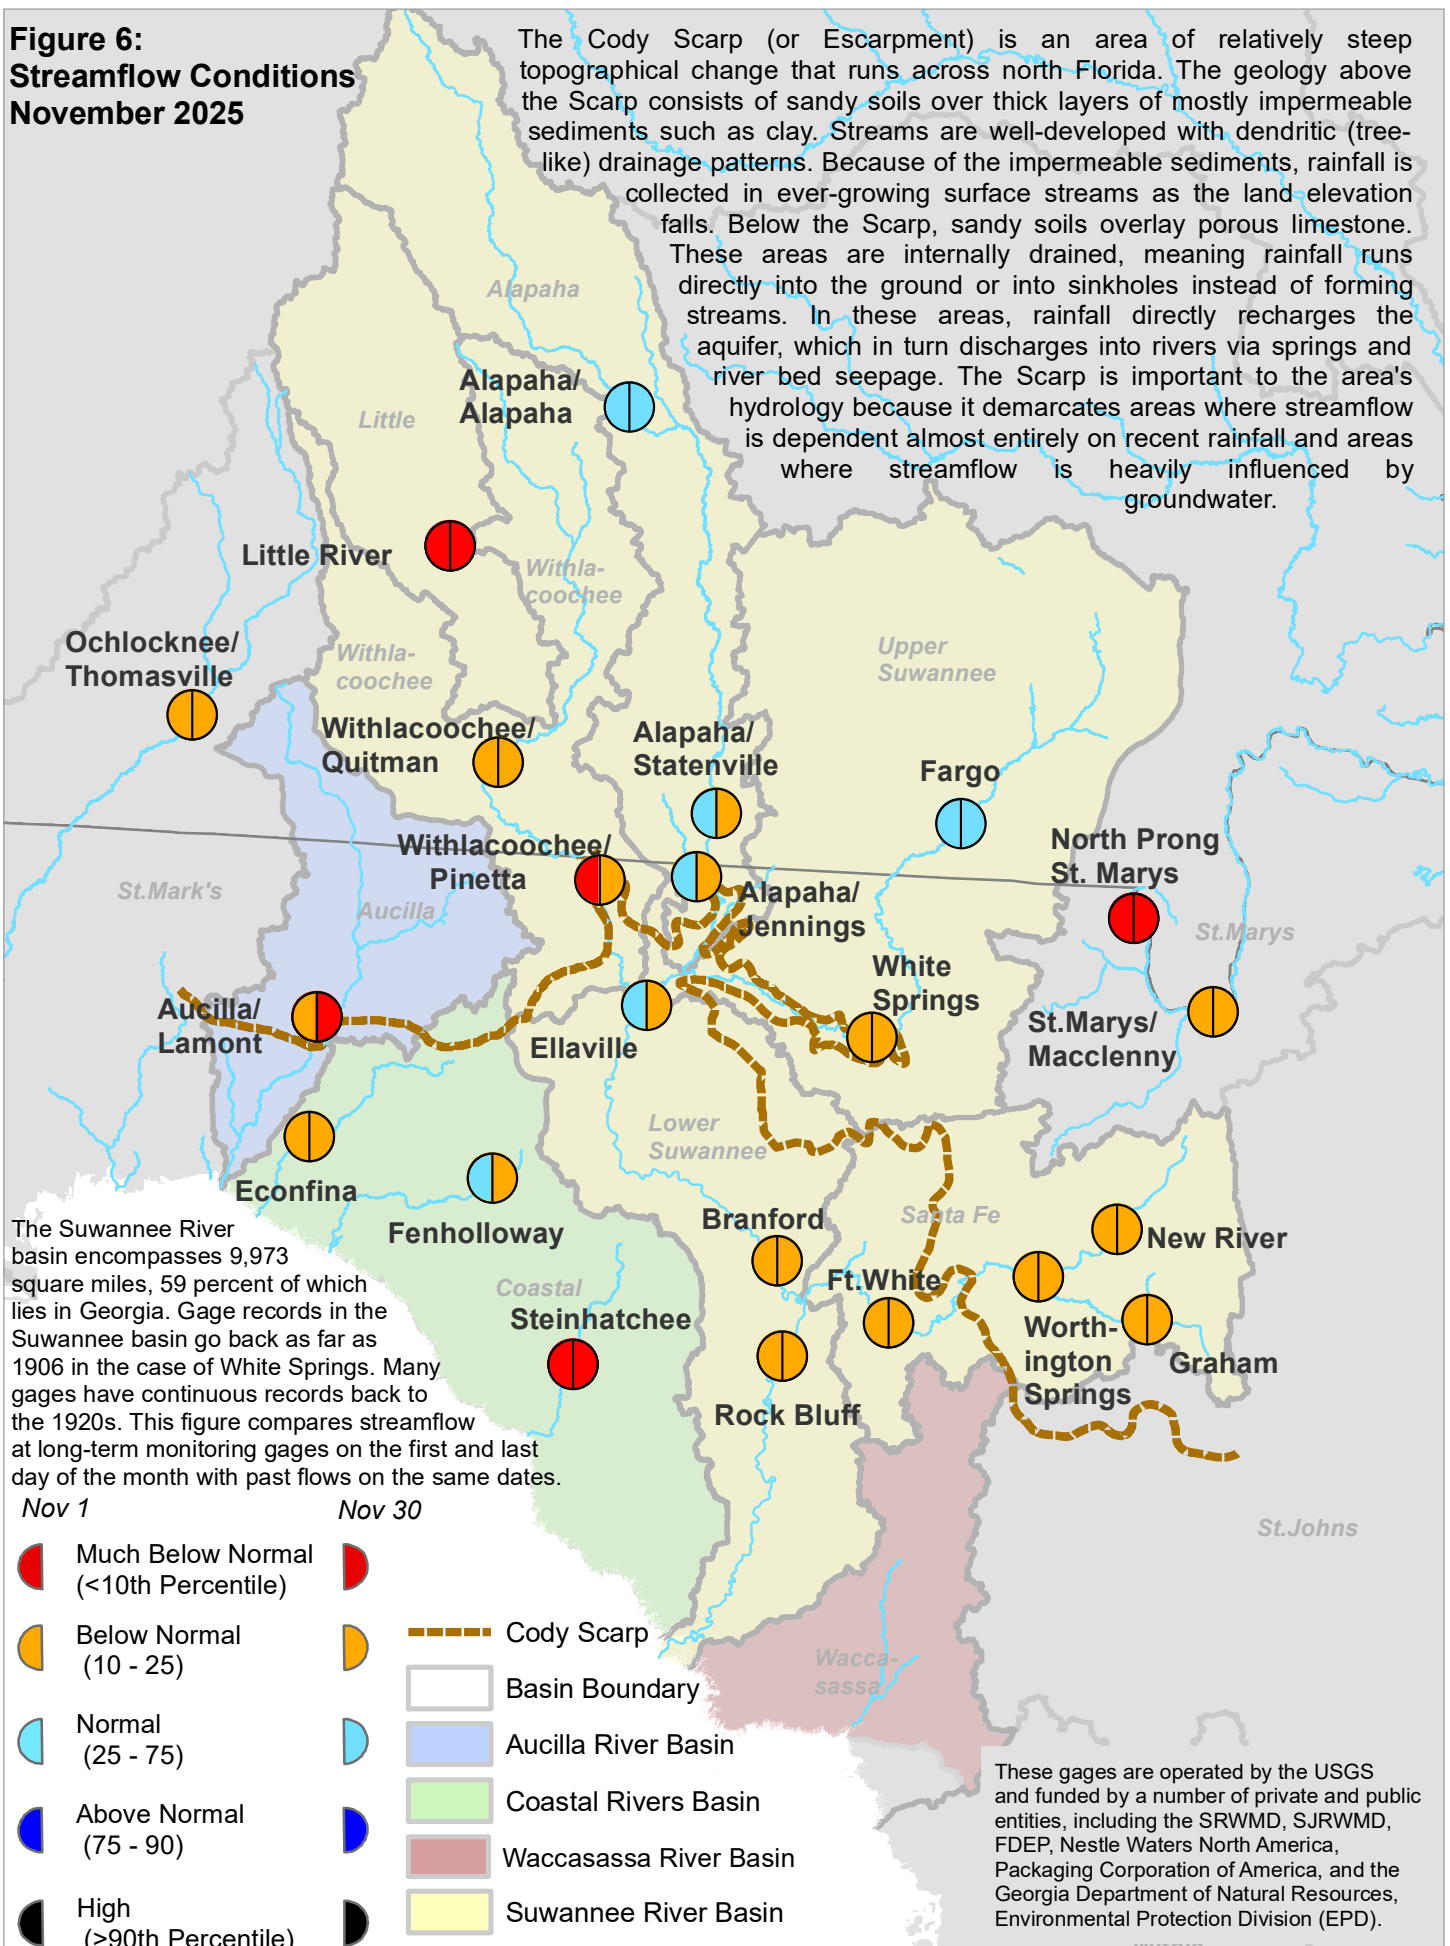 Figure 6:
Streamflow Conditions
November 2025
The Cody Scarp (or Escarpment) is an area of relatively steep
topographical change that runs across north Florida. The geology above
the Scarp consists of sandy soils over thick layers of mostly impermeable
sediments such as clay. Streams are well-developed with dendritic (tree-
like) drainage patterns. Because of the impermeable sediments, rainfall is
collected in ever-growing surface streams as the land elevation
falls. Below the Scarp, sandy soils overlay porous limestone.
These areas are internally drained, meaning rainfall runs
directly into the ground or into sinkholes instead of forming
streams. In these areas, rainfall directly recharges the
aquifer, which in turn discharges into rivers via springs and
river bed seepage. The Scarp is important to the area's
hydrology because it demarcates areas where streamflow
is dependent almost entirely on recent rainfall and areas
where streamflow is heavily influenced by
groundwater.
Alapaha
Alapaha/
Alapaha
Little
Little River
Withla-
coochee
Ochlocknee/
Thomasville
Withla-
coochee
Upper
Suwannee
Withlacoochee/
Quitman
Alapaha/
Statenville
Fargo
Withlacoochee/
Pinetta
North Prong
St. Marys
St.Mark's
Aucilla
Alapaha/
Jennings
St.Marys
White
Springs
Aucilla/
Lamont
Ellaville
St.Marys/
Macclenny
Lower
Suwannee
Econfina
Fenholloway
Branford
Santa Fe
New River
Ft.White
Coastal
Steinhatchee
Worth-
ington
Springs
Graham
Rock Bluff
St.Johns
Wacca-
sassa
The Suwannee River
basin encompasses 9,973
square miles, 59 percent of which
lies in Georgia. Gage records in the
Suwannee basin go back as far as
1906 in the case of White Springs. Many
gages have continuous records back to
the 1920s. This figure compares streamflow
at long-term monitoring gages on the first and last
day of the month with past flows on the same dates.
Nov 1
Nov 30
Much Below Normal
(<10th Percentile)
Below Normal
(10 - 25)
Normal
(25 - 75)
Above Normal
(75 - 90)
High
(>90th Percentile)
Cody Scarp
Basin Boundary
Aucilla River Basin
Coastal Rivers Basin
Waccasassa River Basin
Suwannee River Basin
These gages are operated by the USGS
and funded by a number of private and public
entities, including the SRWMD, SJRWMD,
FDEP, Nestle Waters North America,
Packaging Corporation of America, and the
Georgia Department of Natural Resources,
Environmental Protection Division (EPD).